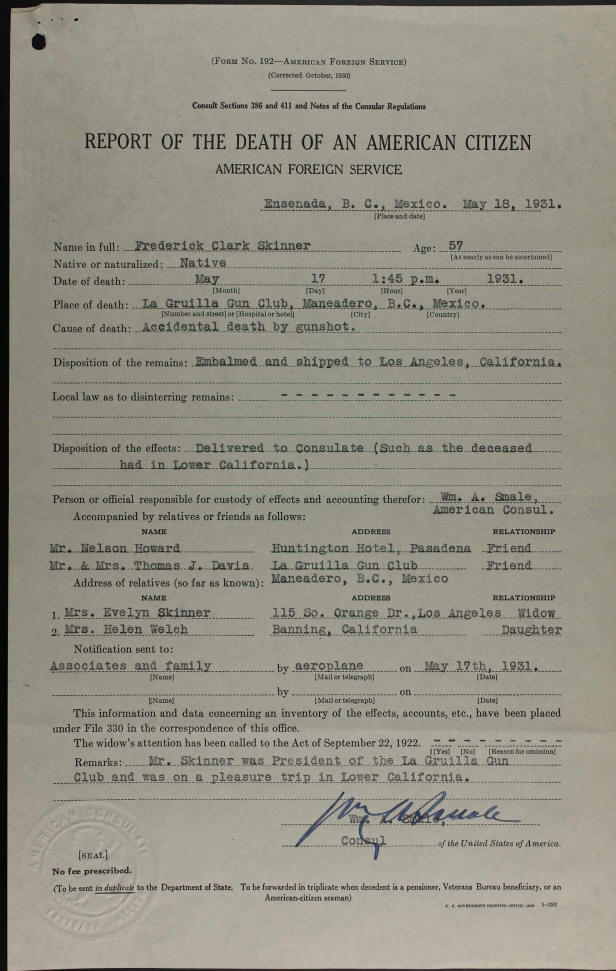 (FORM NO. 192—AMERICAN FOREIGN SERVICE)
(Corrected October, 1930)
Consult Sections 386 and 411 and Notes of the Consular Regulations
REPORT OF THE DEATH OF AN AMERICAN CITIZEN
AMERICAN FOREIGN SERVICE
Ensenada, B. C., Mexico. May 18, 1931.
[Place and date]
Name in full: Frederick Clark Skinner Age: 57
[As nearly as can be ascertained]
Native or naturalized: Native
Date of death: May 17 1:45 p.m. 1931.
[Month] [Day] [Hour] [Year]
Place of death: La Gruilla Gun Club, Maneadero, B.C., Mexico.
[Number and street] or [Hospital or hotel] [City] [Country]
Cause of death: Accidental death by gunshot.
Disposition of the remains: Embalmed and shipped to Los Angeles, California.
Local law as to disinterring remains: - - - - - - - - - - - -
Disposition of the effects: Delivered to Consulate (Such as the deceased
had in Lower California.)
Person or official responsible for custody of effects and accounting therefor: Wm. A. Smale,
American Consul.
Accompanied by relatives or friends as follows:
NAME ADDRESS RELATIONSHIP
Mr. Nelson Howard Huntington Hotel, Pasadena Friend
Mr. & Mrs. Thomas J. Davis La Gruilla Gun Club Friend
Address of relatives (so far as known): Maneadero, B.C., Mexico
NAME ADDRESS RELATIONSHIP
1. Mrs. Evelyn Skinner 115 So. Orange Dr., Los Angeles Widow
2. Mrs. Helen Welch Banning, California Daughter
Notification sent to:
Associates and family by aeroplane on May 17th, 1931.
[Name] [Mail or telegraph] [Date]
by on
[Name] [Mail or telegraph] [Date]
This information and data concerning an inventory of the effects, accounts, etc., have been placed
under File 330 in the correspondence of this office.
The widow's attention has been called to the Act of September 22, 1922. - - - - - - - - -
[Yes] [No] [Reason for omission]
Remarks: Mr. Skinner was President of the La Gruilla Gun
Club and was on a pleasure trip in Lower California.
Wm A Smale
Wm. A. Smale,
Consul of the United States of America.
[SEAL]
No fee prescribed.
(To be sent in duplicate to the Department of State. To be forwarded in triplicate when decedent is a pensioner, Veterans Bureau beneficiary, or an
American-citizen seaman)
U. S. GOVERNMENT PRINTING OFFICE: 1-183
AMERICAN CONSULATE